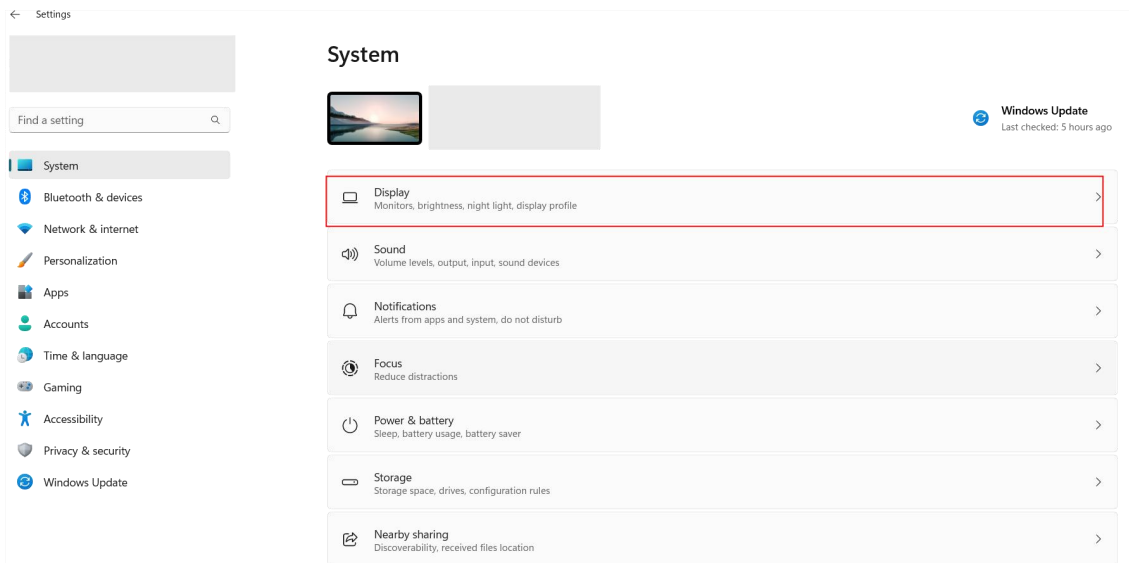 Settings
Find a setting
System
Bluetooth & devices
Network & internet
Personalization
Apps
Accounts
Time & language
Gaming
Accessibility
Privacy & security
Windows Update
System
Windows Update
Last checked: 5 hours ago
Display
Monitors, brightness, night light, display profile
Sound
Volume levels, output, input, sound devices
Notifications
Alerts from apps and system, do not disturb
Focus
Reduce distractions
Power & battery
Sleep, battery usage, battery saver
Storage
Storage space, drives, configuration rules
Nearby sharing
Discoverability, received files location